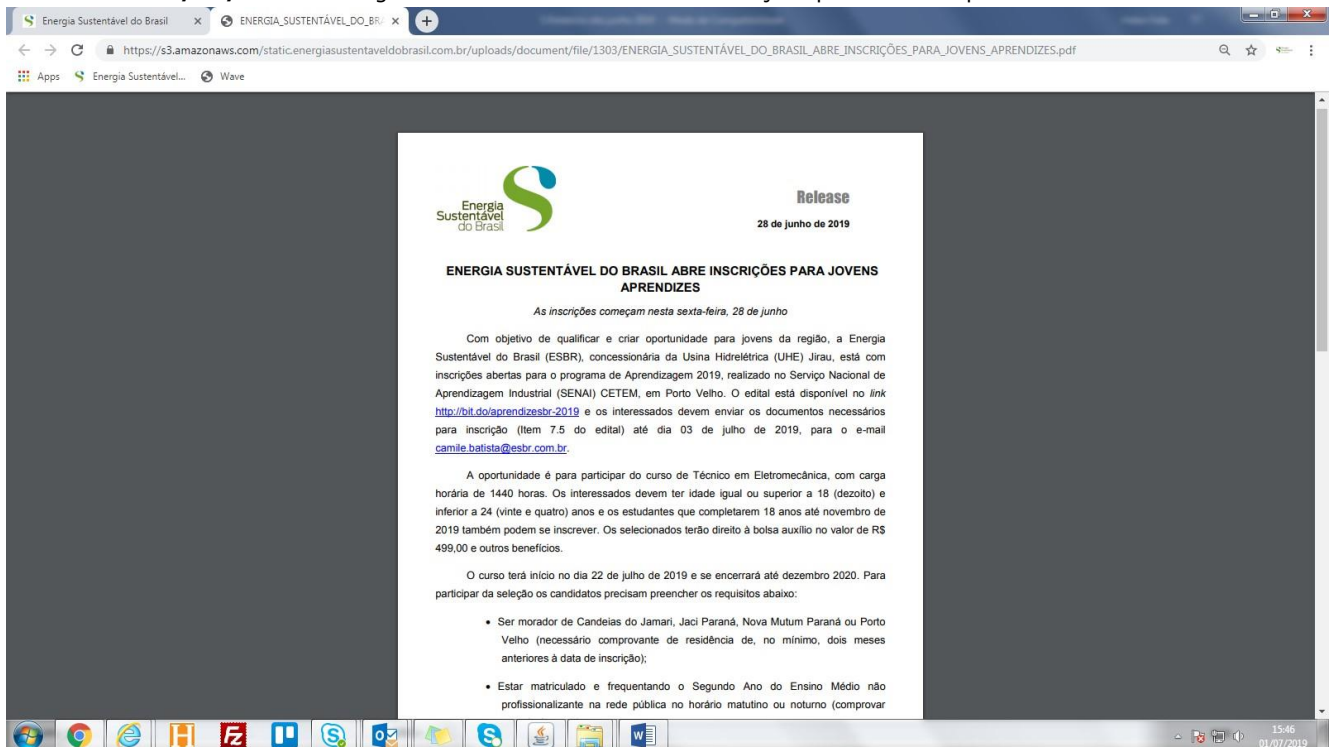 Energia Sustentável do Brasil
ENERGIA_SUSTENTÁVEL_DO_BR
https://s3.amazonaws.com/static.energiasustentaveldobrasil.com.br/uploads/document/file/1303/ENERGIA_SUSTENTÁVEL_DO_BRASIL_ABRE_INSCRIÇÕES_PARA_JOVENS_APRENDIZES.pdf
Apps Energia Sustentável... Wave
Energia
Sustentável
do Brasil
Release
28 de junho de 2019
ENERGIA SUSTENTÁVEL DO BRASIL ABRE INSCRIÇÕES PARA JOVENS
APRENDIZES
As inscrições começam nesta sexta-feira, 28 de junho
Com objetivo de qualificar e criar oportunidade para jovens da região, a Energia
Sustentável do Brasil (ESBR), concessionária da Usina Hidrelétrica (UHE) Jirau, está com
inscrições abertas para o programa de Aprendizagem 2019, realizado no Serviço Nacional de
Aprendizagem Industrial (SENAI) CETEM, em Porto Velho. O edital está disponível no link
http://bit.do/aprendizesbr-2019 e os interessados devem enviar os documentos necessários
para inscrição (Item 7.5 do edital) até dia 03 de julho de 2019, para o e-mail
camile.batista@esbr.com.br.
A oportunidade é para participar do curso de Técnico em Eletromecânica, com carga
horária de 1440 horas. Os interessados devem ter idade igual ou superior a 18 (dezoito) e
inferior a 24 (vinte e quatro) anos e os estudantes que completarem 18 anos até novembro de
2019 também podem se inscrever. Os selecionados terão direito à bolsa auxílio no valor de R$
499,00 e outros benefícios.
O curso terá início no dia 22 de julho de 2019 e se encerrará até dezembro 2020. Para
participar da seleção os candidatos precisam preencher os requisitos abaixo:
• Ser morador de Candeias do Jamari, Jaci Paraná, Nova Mutum Paraná ou Porto
Velho (necessário comprovante de residência de, no mínimo, dois meses
anteriores à data de inscrição);
• Estar matriculado e frequentando o Segundo Ano do Ensino Médio não
profissionalizante na rede pública no horário matutino ou noturno (comprovar
15:46
01/07/2019